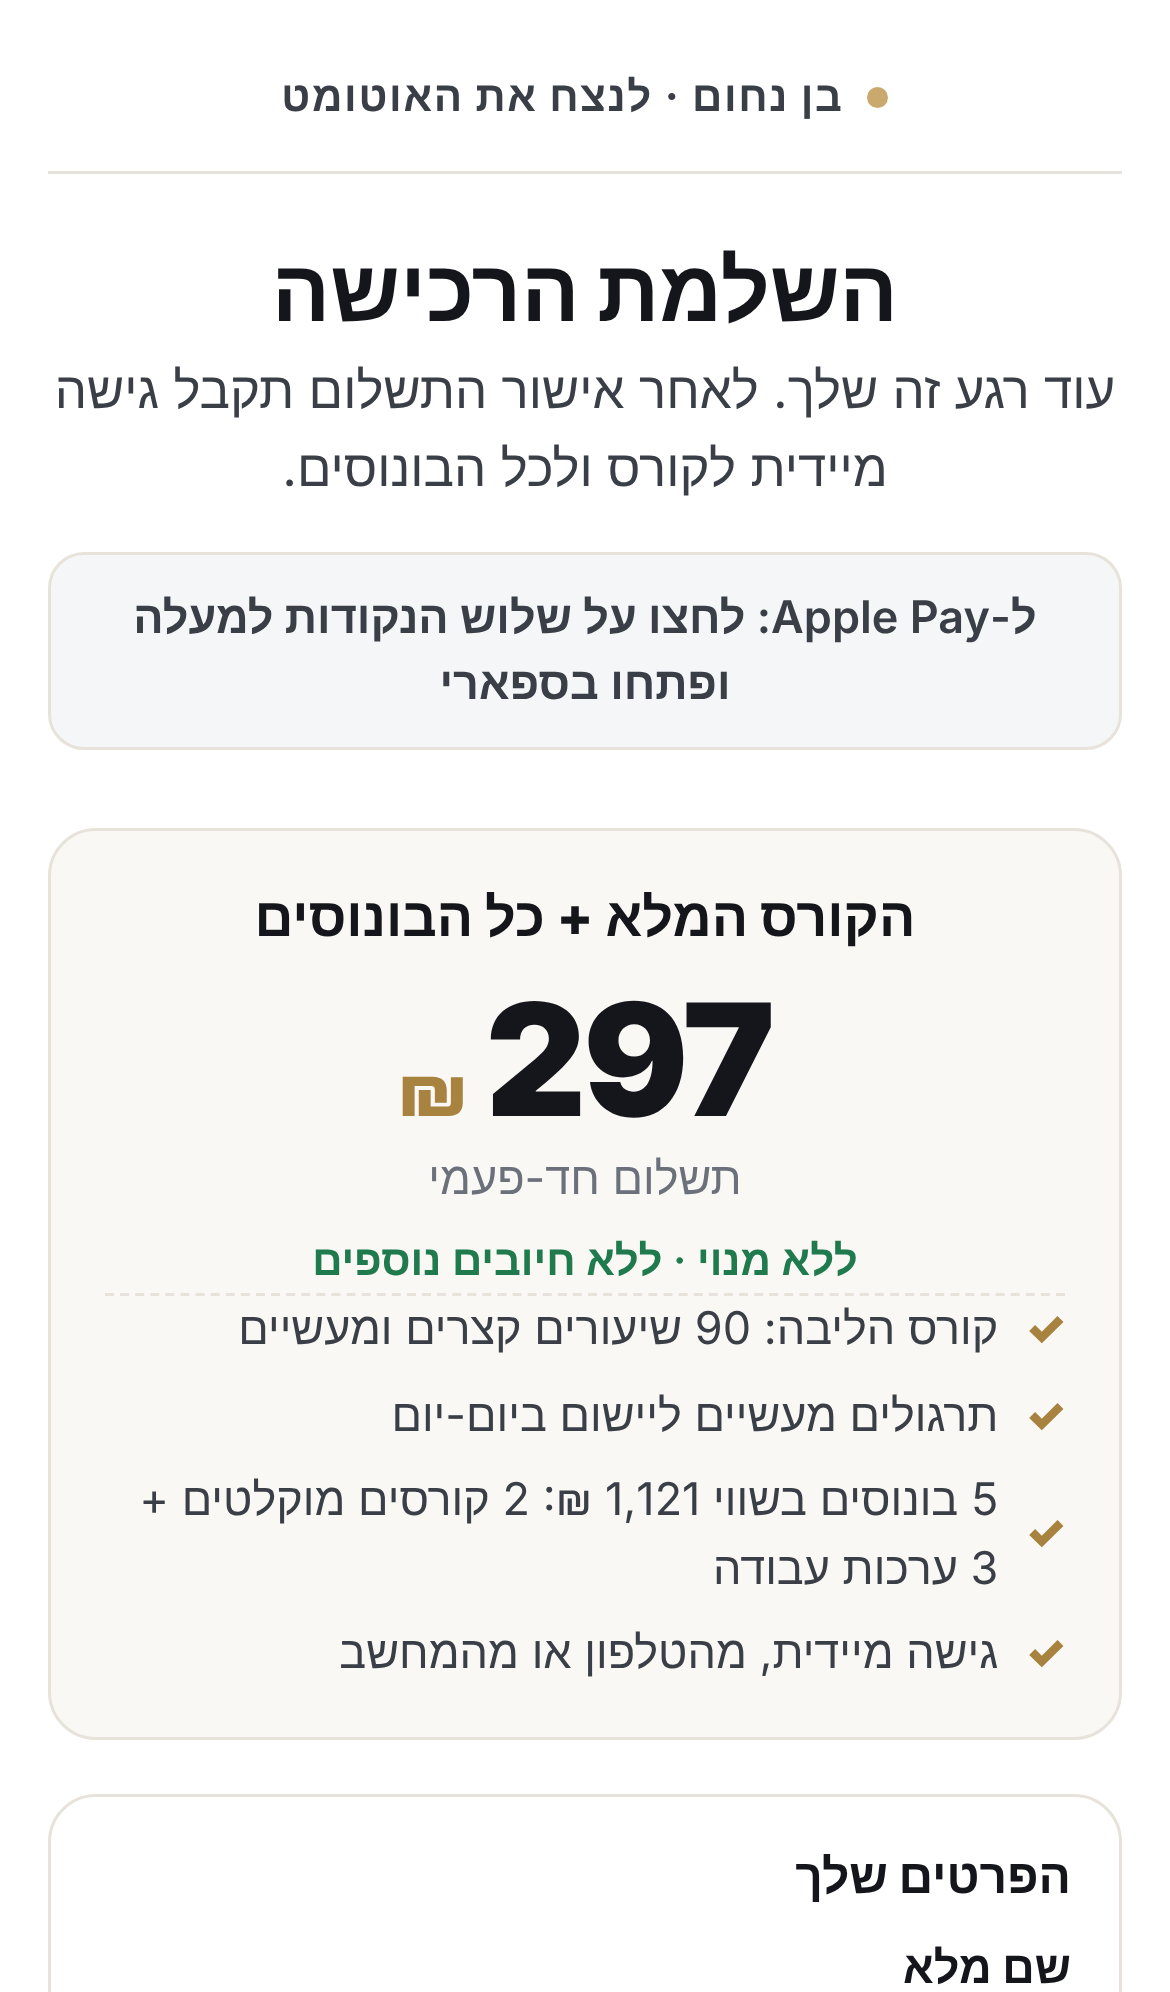 בן נחום · לנצח את האוטומט
השלמת הרכישה
עוד רגע זה שלך. לאחר אישור התשלום תקבל גישה
מיידית לקורס ולכל הבונוסים.
ל-Apple Pay: לחצו על שלוש הנקודות למעלה
ופתחו בספארי
הקורס המלא + כל הבונוסים
297 ₪
תשלום חד-פעמי
ללא מנוי · ללא חיובים נוספים
קורס הליבה: 90 שיעורים קצרים ומעשיים
תרגולים מעשיים ליישום ביום-יום
5 בונוסים בשווי 1,121 ₪: 2 קורסים מוקלטים +
3 ערכות עבודה
גישה מיידית, מהטלפון או מהמחשב
הפרטים שלך
שם מלא